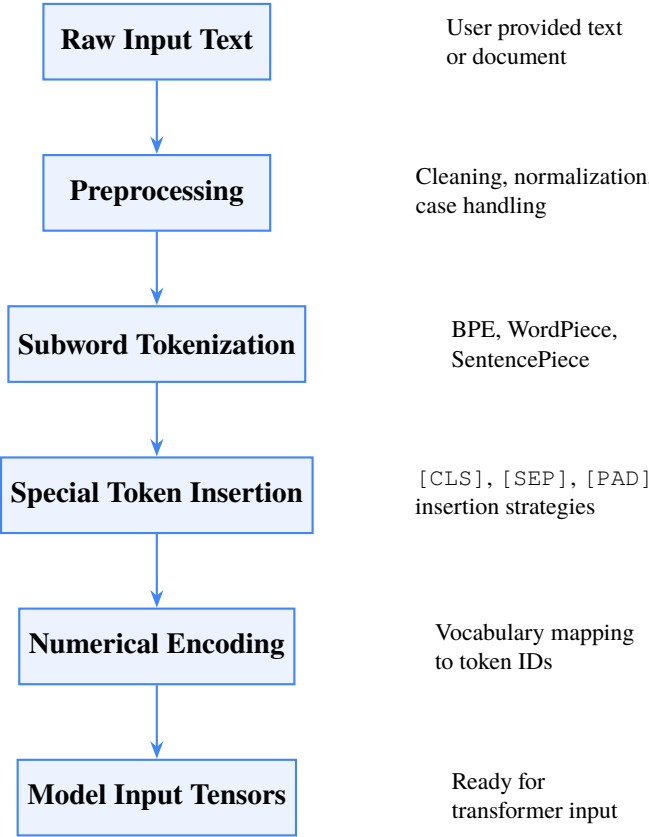 Raw Input Text
User provided text
or document
Preprocessing
Cleaning, normalization,
case handling
Subword Tokenization
BPE, WordPiece,
SentencePiece
Special Token Insertion
[CLS], [SEP], [PAD]
insertion strategies
Numerical Encoding
Vocabulary mapping
to token IDs
Model Input Tensors
Ready for
transformer input